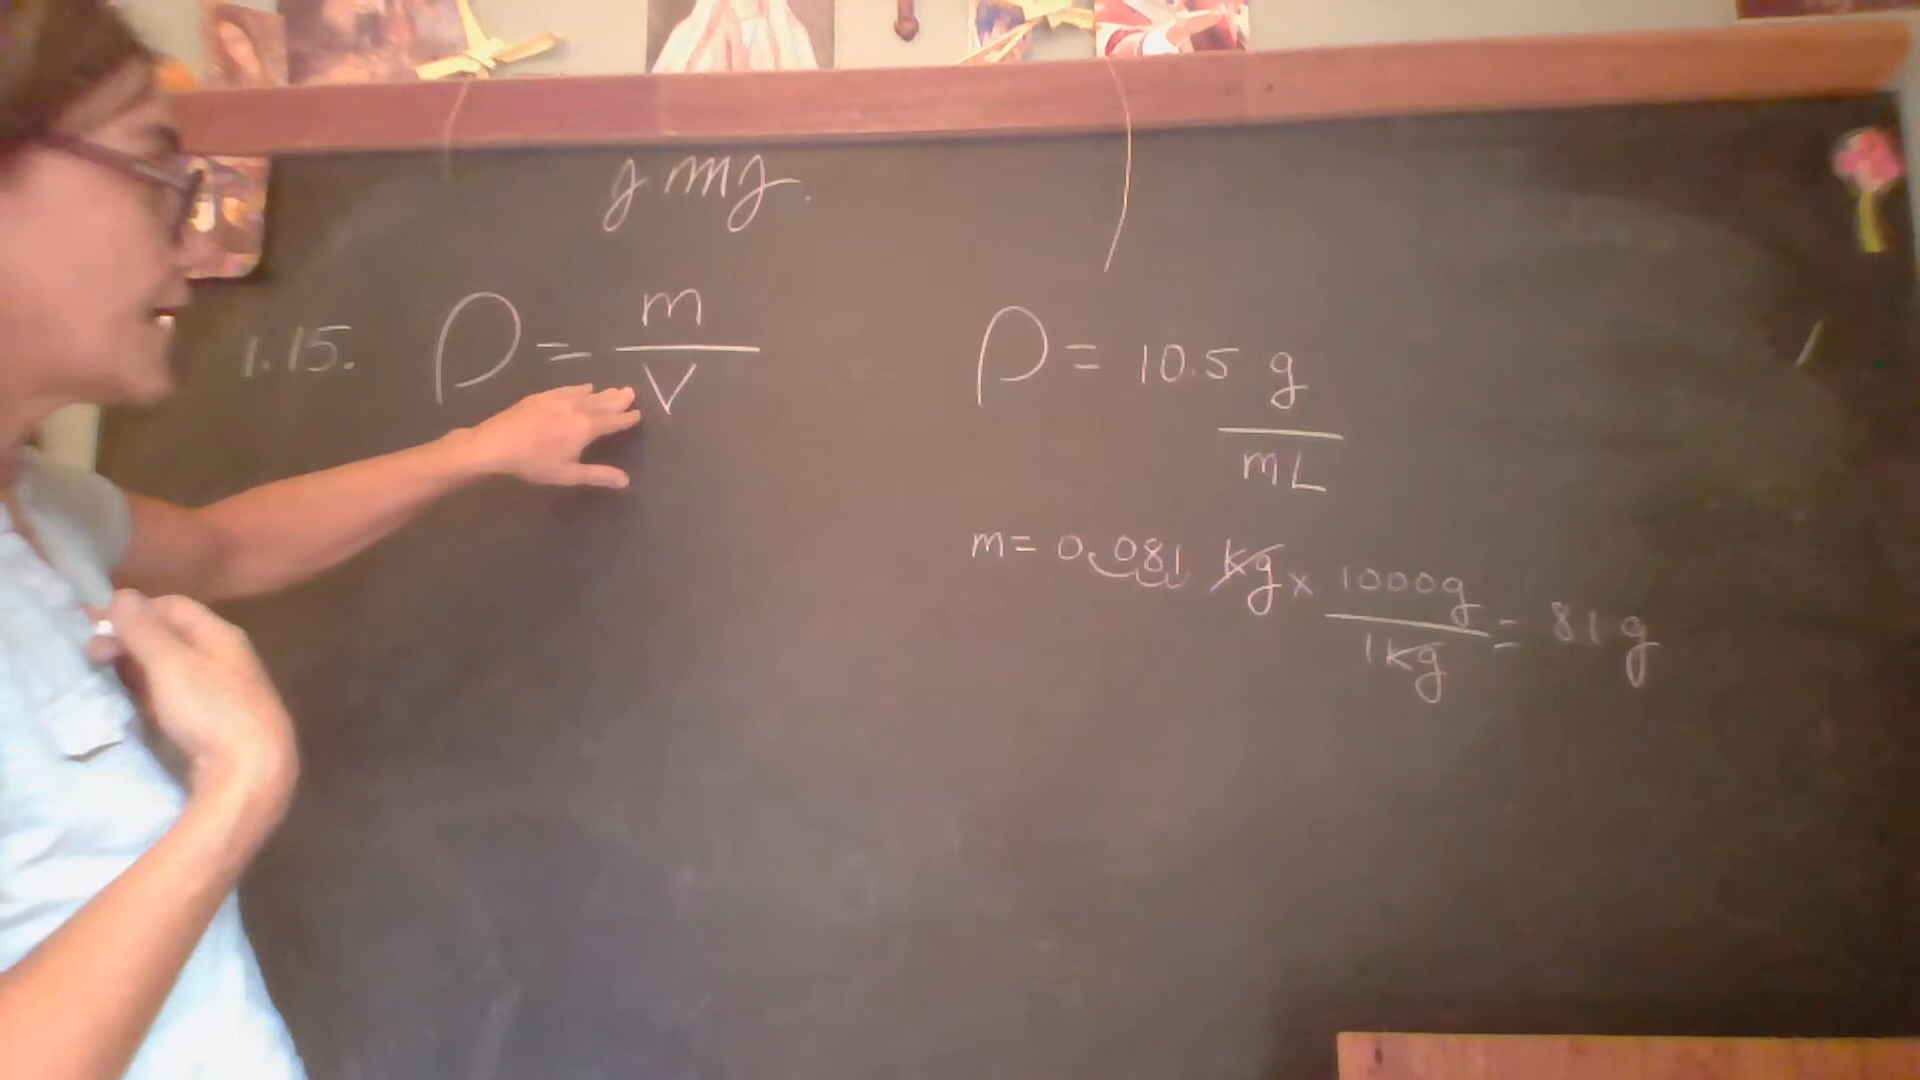 g mg.
1.15. ρ = m / V
ρ = 10.5 g / mL
m = 0.081 kg x 1000g / 1kg = 81 g